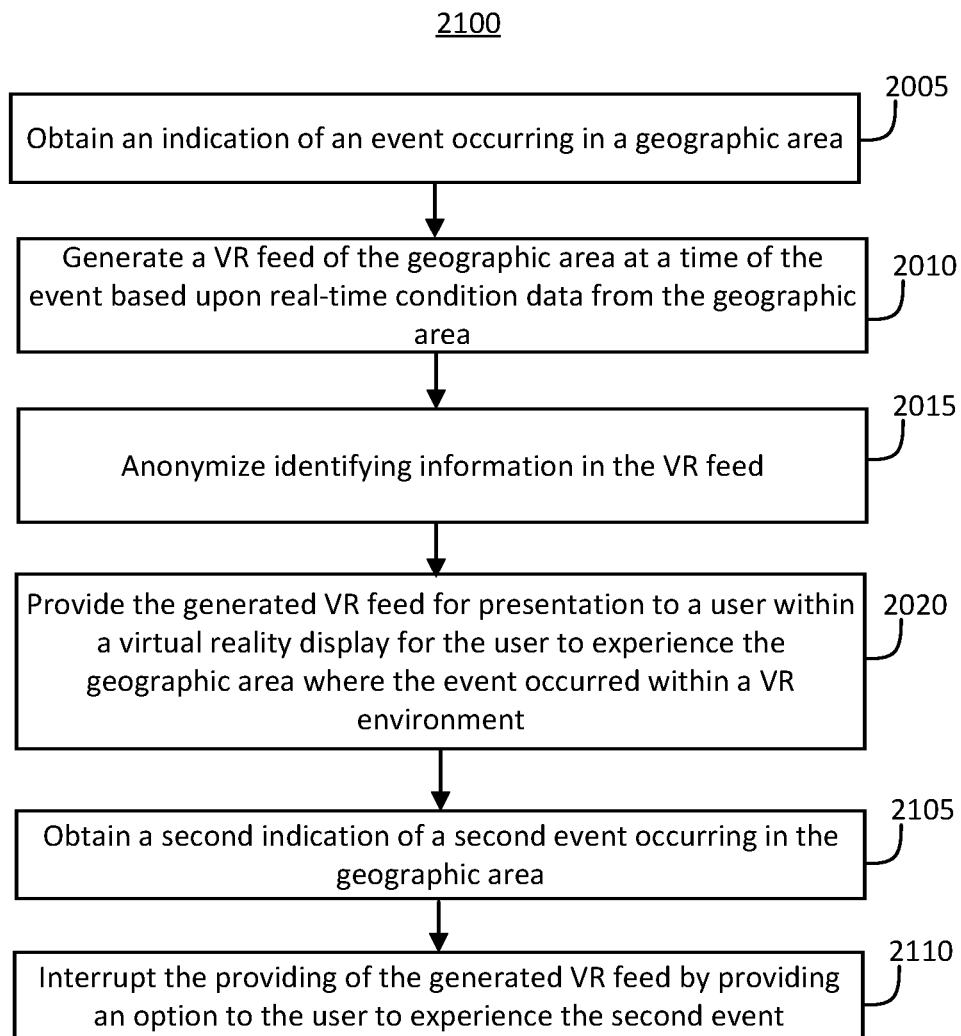 2100
2005
Obtain an indication of an event occurring in a geographic area
Generate a VR feed of the geographic area at a time of the
event based upon real-time condition data from the geographic
area
2010
2015
Anonymize identifying information in the VR feed
Provide the generated VR feed for presentation to a user within
a virtual reality display for the user to experience the
geographic area where the event occurred within a VR
environment
2020
2105
Obtain a second indication of a second event occurring in the
geographic area
2110
Interrupt the providing of the generated VR feed by providing
an option to the user to experience the second event